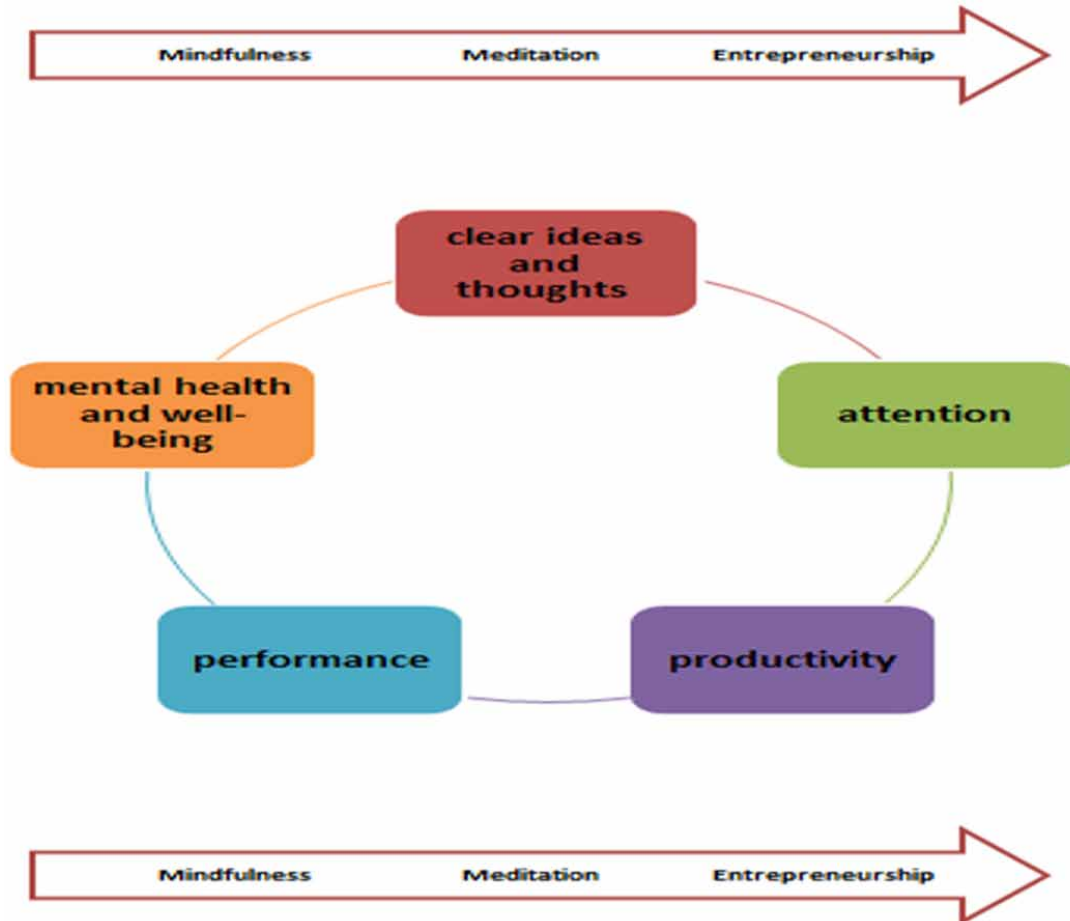 Mindfulness Meditation Entrepreneurship
clear ideas
and
thoughts
mental health
and well-
being
attention
performance
productivity
Mindfulness Meditation Entrepreneurship